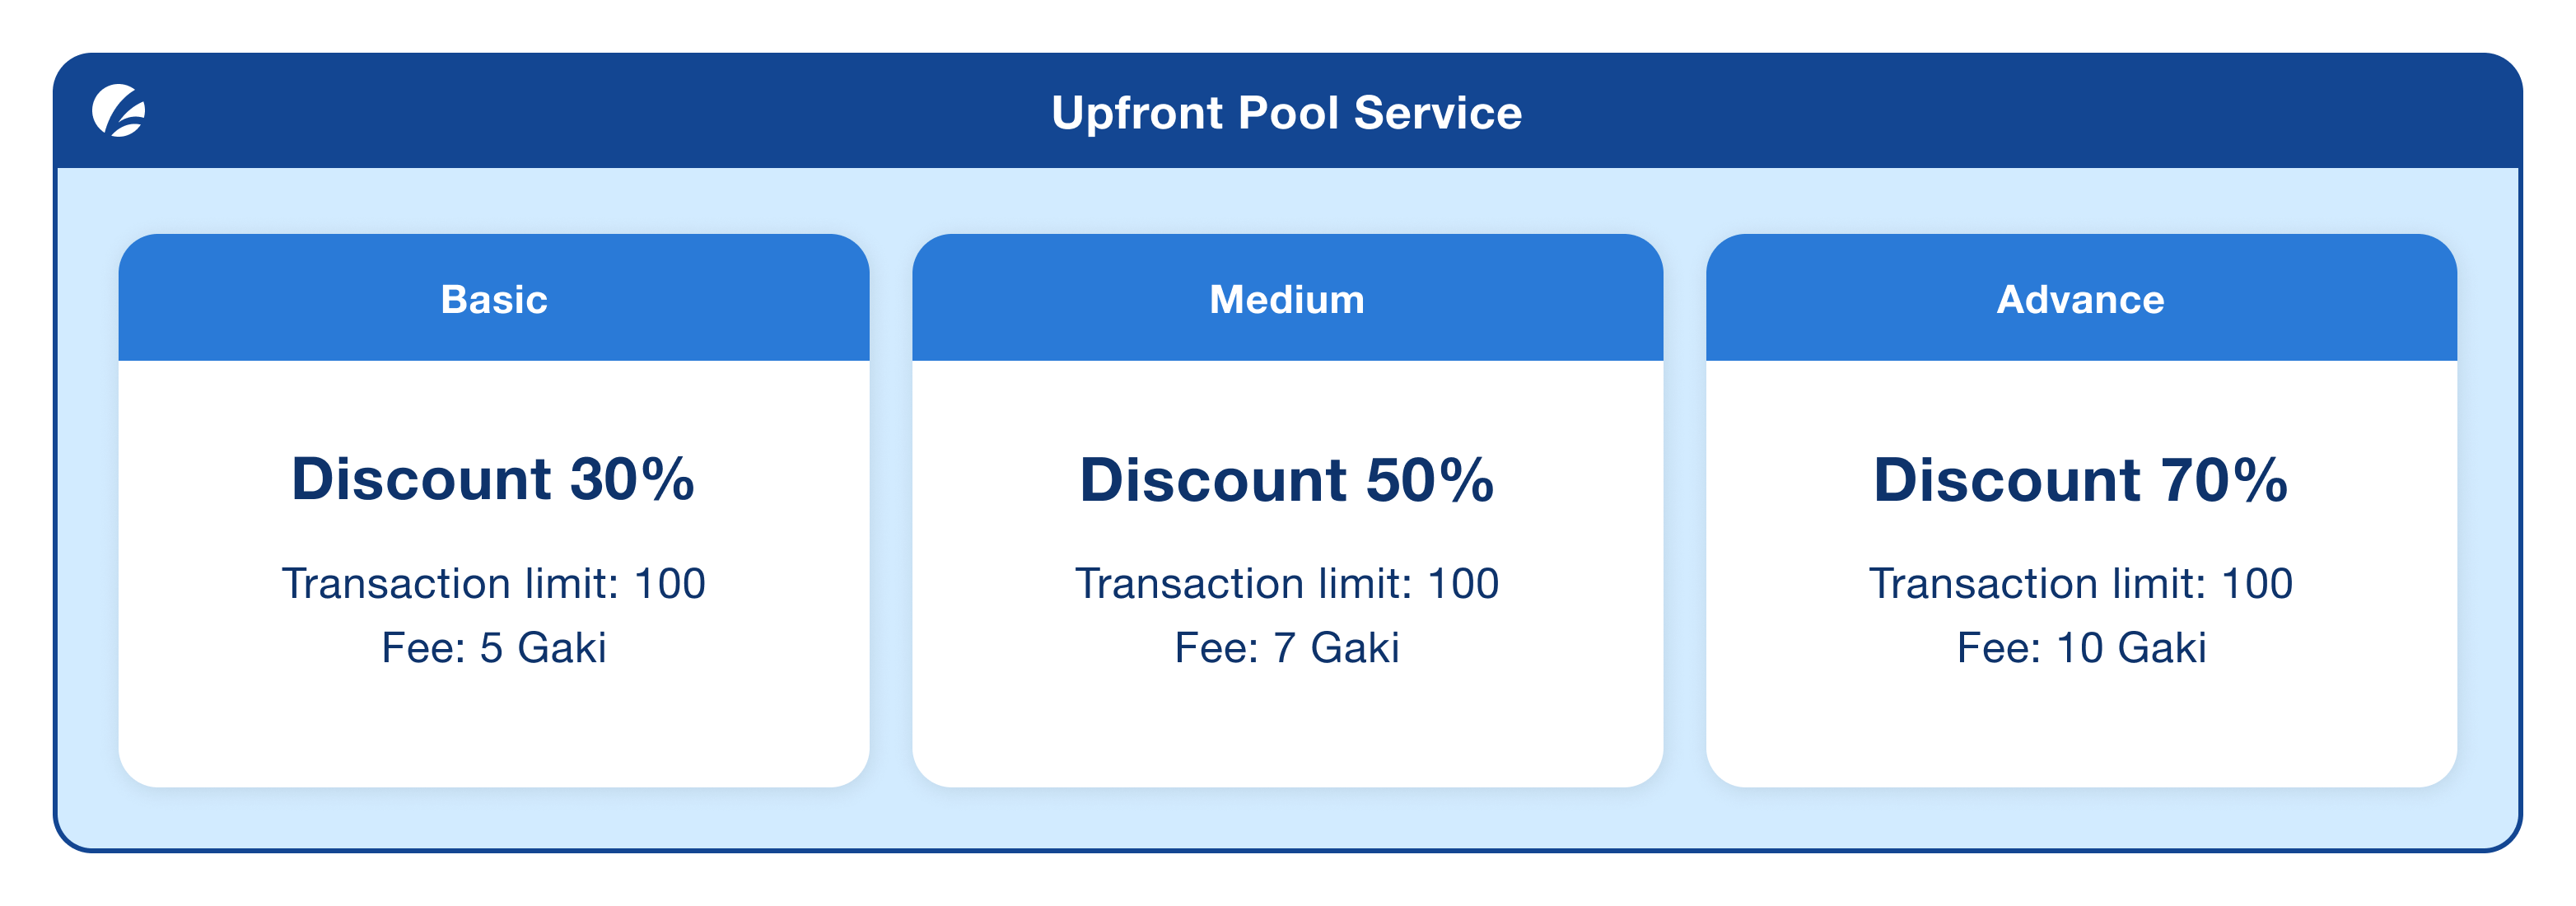 Upfront Pool Service
Basic
Discount 30%
Transaction limit: 100
Fee: 5 Gaki
Medium
Discount 50%
Transaction limit: 100
Fee: 7 Gaki
Advance
Discount 70%
Transaction limit: 100
Fee: 10 Gaki